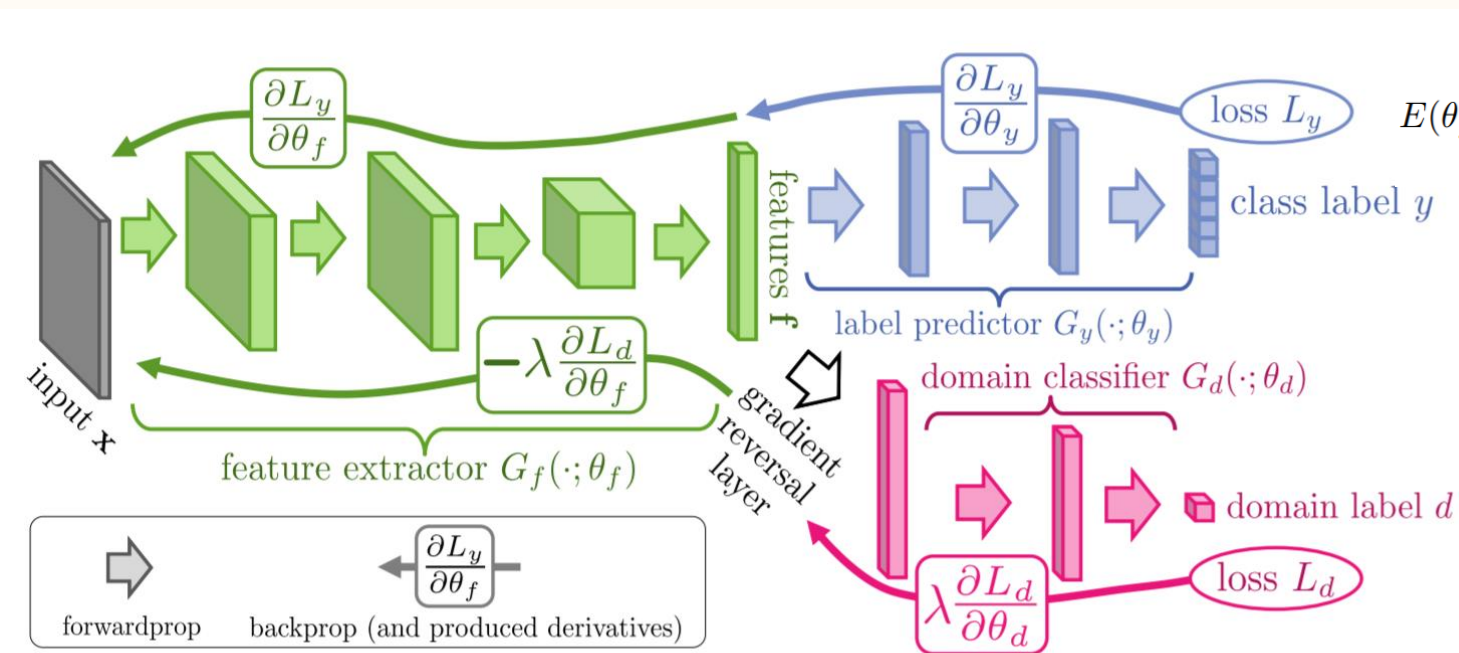 ∂L_y/∂θ_f
∂L_y/∂θ_y
loss L_y
E(θ
features f
class label y
label predictor G_y(·; θ_y)
−λ ∂L_d/∂θ_f
input x
feature extractor G_f(·; θ_f)
gradient
reversal
layer
domain classifier G_d(·; θ_d)
domain label d
loss L_d
λ ∂L_d/∂θ_d
∂L_y/∂θ_f
forwardprop
backprop (and produced derivatives)